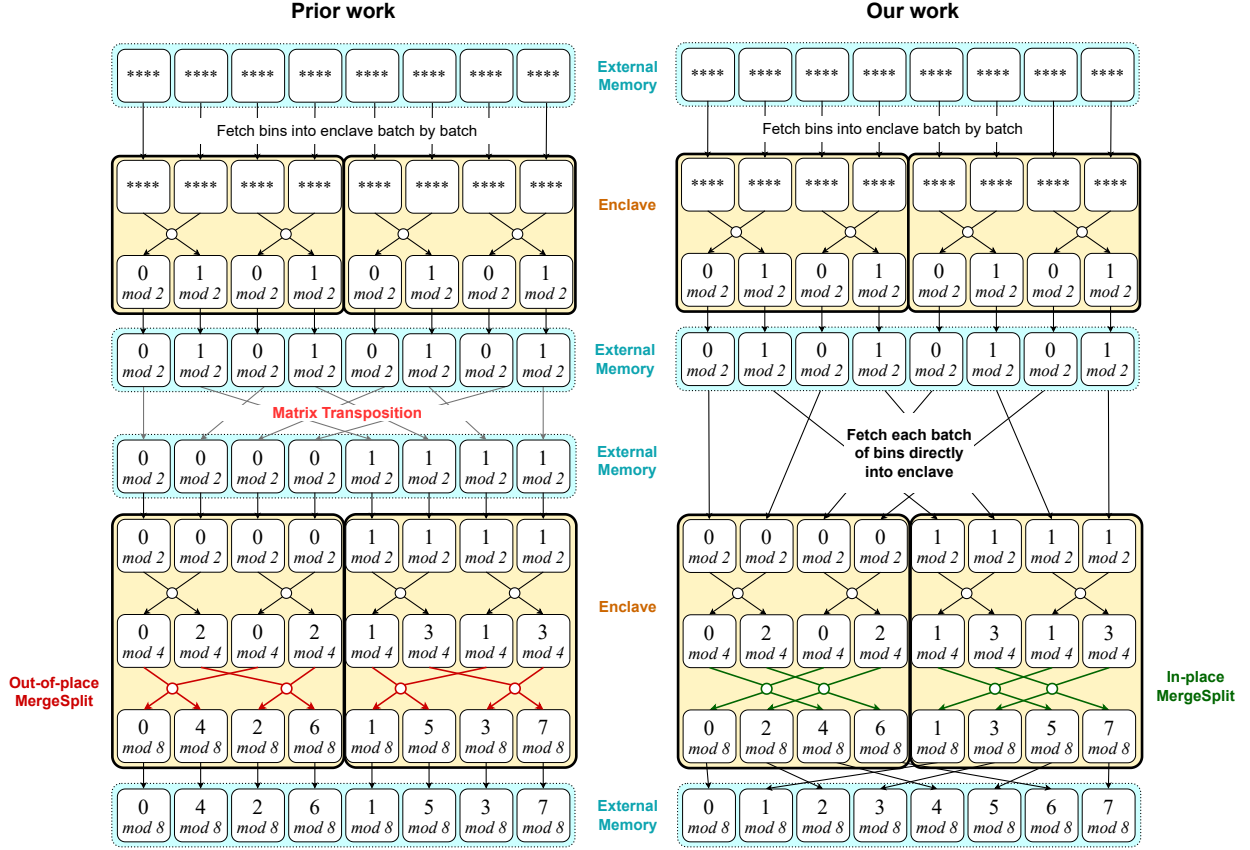 Prior work
Our work
**** **** **** **** **** **** **** ****
External
Memory
**** **** **** **** **** **** **** ****
Fetch bins into enclave batch by batch
Fetch bins into enclave batch by batch
**** **** **** **** **** **** **** ****
Enclave
**** **** **** **** **** **** **** ****
0 1 0 1 0 1 0 1
mod 2 mod 2 mod 2 mod 2 mod 2 mod 2 mod 2 mod 2
0 1 0 1 0 1 0 1
mod 2 mod 2 mod 2 mod 2 mod 2 mod 2 mod 2 mod 2
0 1 0 1 0 1 0 1
mod 2 mod 2 mod 2 mod 2 mod 2 mod 2 mod 2 mod 2
External
Memory
0 1 0 1 0 1 0 1
mod 2 mod 2 mod 2 mod 2 mod 2 mod 2 mod 2 mod 2
Matrix Transposition
Fetch each batch
of bins directly
into enclave
0 0 0 0 1 1 1 1
mod 2 mod 2 mod 2 mod 2 mod 2 mod 2 mod 2 mod 2
External
Memory
0 0 0 0 1 1 1 1
mod 2 mod 2 mod 2 mod 2 mod 2 mod 2 mod 2 mod 2
0 0 0 0 1 1 1 1
mod 2 mod 2 mod 2 mod 2 mod 2 mod 2 mod 2 mod 2
Enclave
0 2 0 2 1 3 1 3
mod 4 mod 4 mod 4 mod 4 mod 4 mod 4 mod 4 mod 4
0 2 0 2 1 3 1 3
mod 4 mod 4 mod 4 mod 4 mod 4 mod 4 mod 4 mod 4
Out-of-place
MergeSplit
In-place
MergeSplit
0 4 2 6 1 5 3 7
mod 8 mod 8 mod 8 mod 8 mod 8 mod 8 mod 8 mod 8
0 2 4 6 1 3 5 7
mod 8 mod 8 mod 8 mod 8 mod 8 mod 8 mod 8 mod 8
0 4 2 6 1 5 3 7
mod 8 mod 8 mod 8 mod 8 mod 8 mod 8 mod 8 mod 8
External
Memory
0 1 2 3 4 5 6 7
mod 8 mod 8 mod 8 mod 8 mod 8 mod 8 mod 8 mod 8